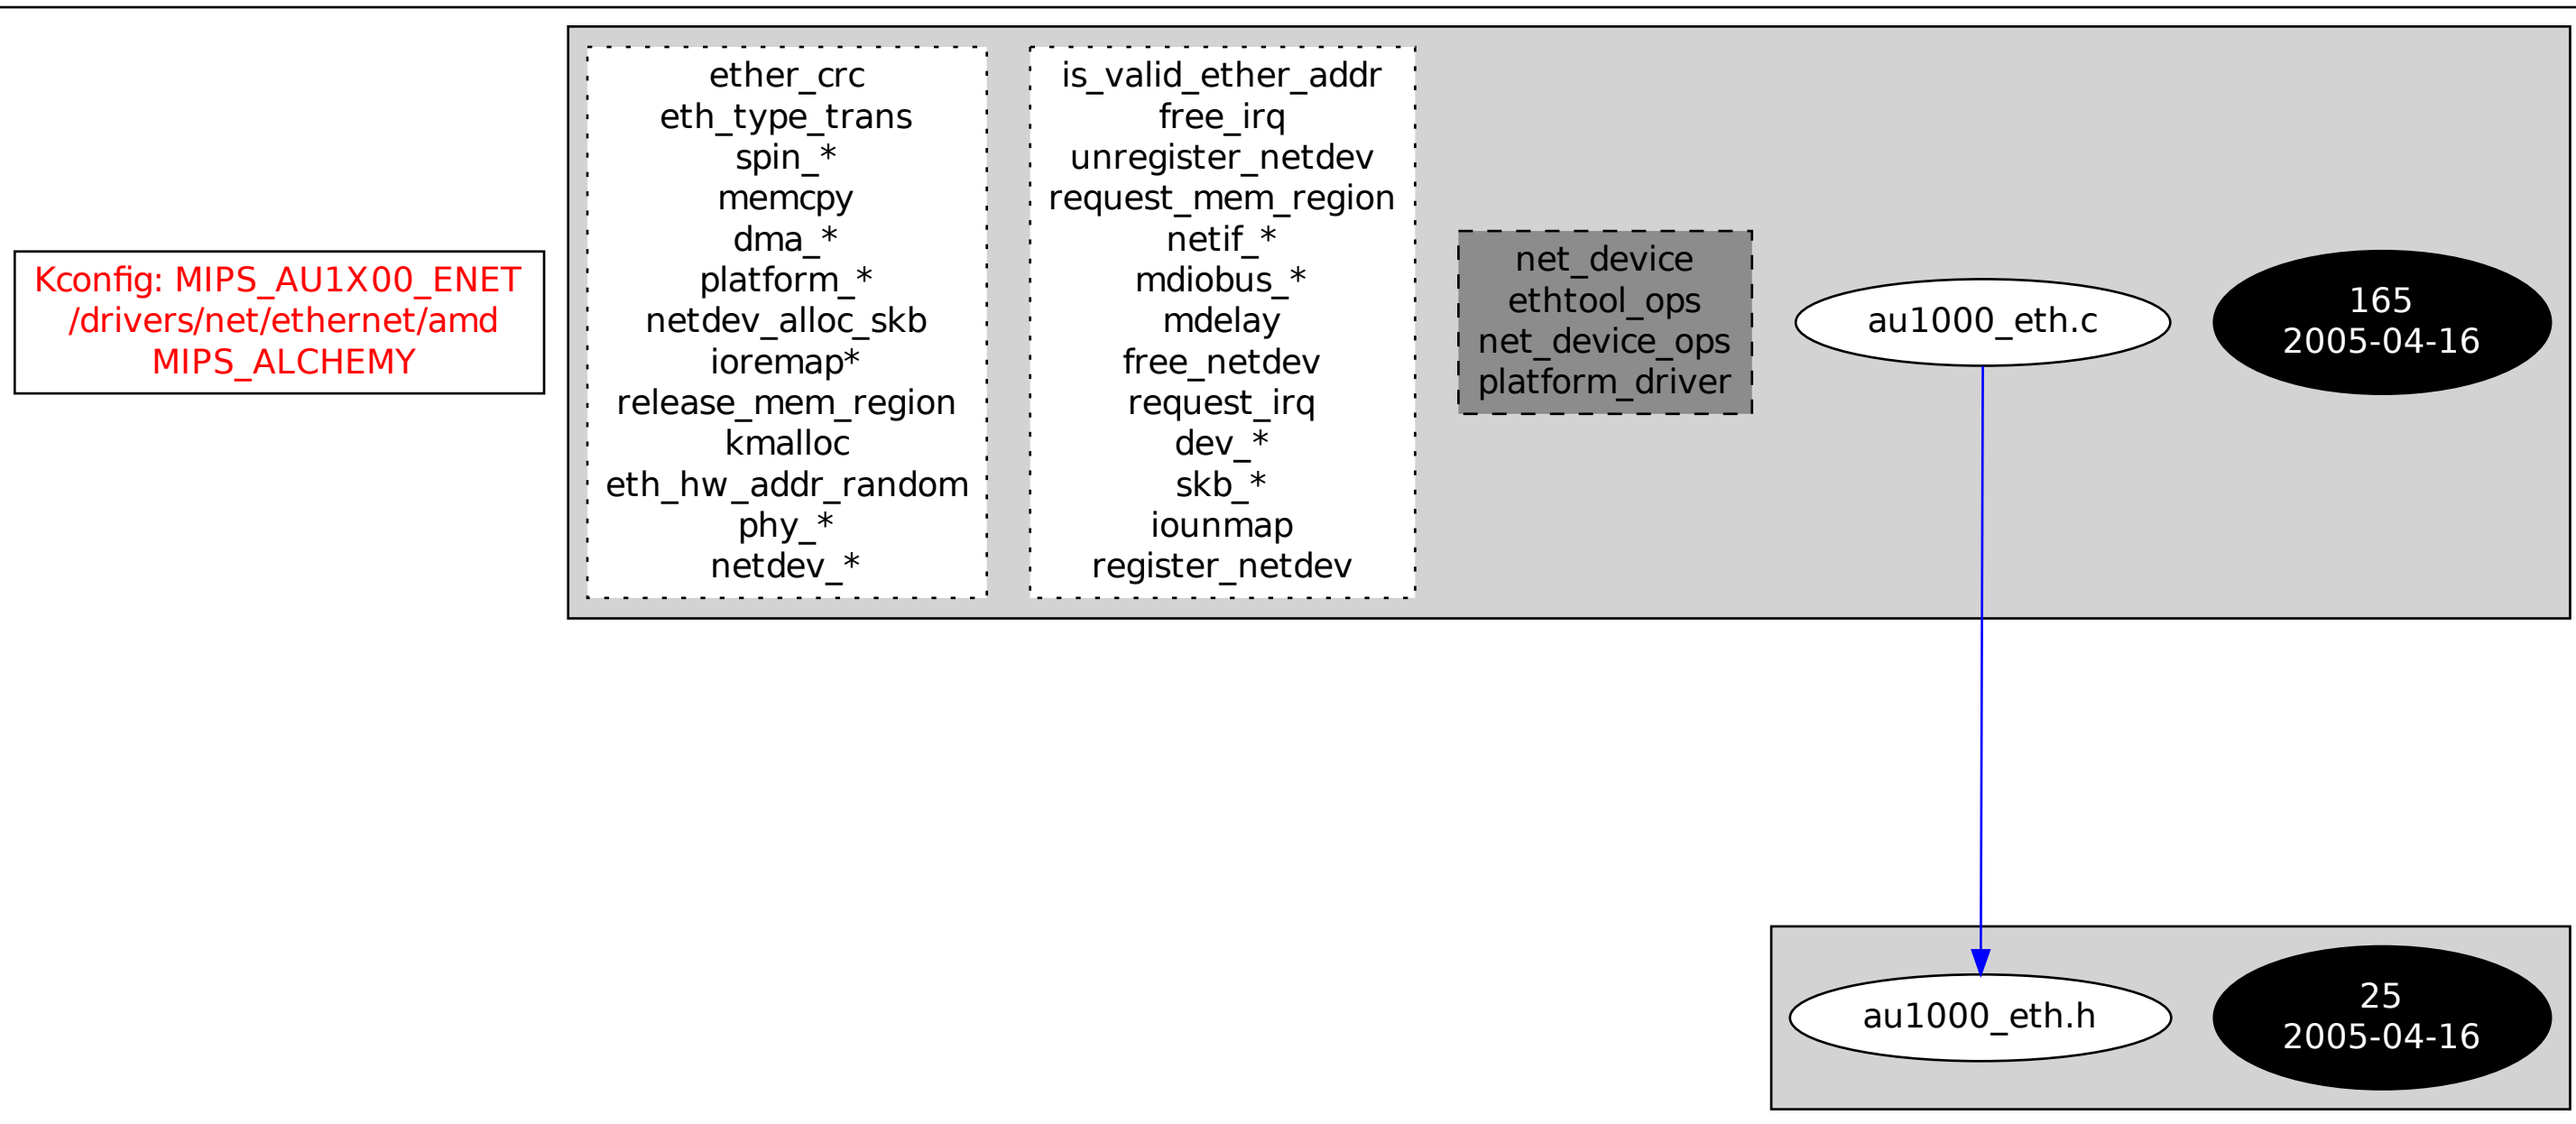 Kconfig: MIPS_AU1X00_ENET
/drivers/net/ethernet/amd
MIPS_ALCHEMY
ether_crc
eth_type_trans
spin_*
memcpy
dma_*
platform_*
netdev_alloc_skb
ioremap*
release_mem_region
kmalloc
eth_hw_addr_random
phy_*
netdev_*
is_valid_ether_addr
free_irq
unregister_netdev
request_mem_region
netif_*
mdiobus_*
mdelay
free_netdev
request_irq
dev_*
skb_*
iounmap
register_netdev
net_device
ethtool_ops
net_device_ops
platform_driver
au1000_eth.c
165
2005-04-16
au1000_eth.h
25
2005-04-16